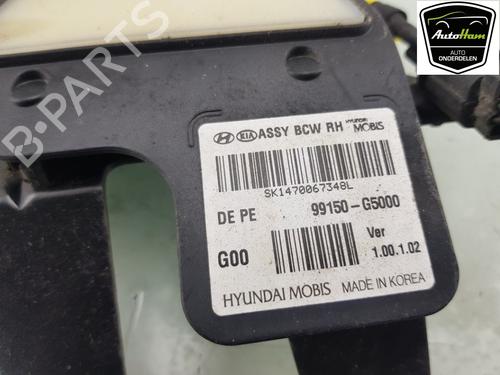 AutoHam
AUTO
ONDERDELEN
B-PARTS
KIA ASSY BCW RH HYUNDAI MOBIS
SK1470067348L
DE PE 99150-G5000
G00 Ver
1.00.1.02
HYUNDAI MOBIS MADE IN KOREA